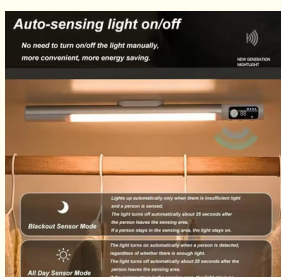 Auto-sensing light on/off
No need to turn on/off the light manually,
more convenient, more energy saving.
NEW GENERATION
NIGHTLIGHT
Lights up automatically only when there is insufficient light
and a person is sensed.
The light turns off automatically about 25 seconds after
the person leaves the sensing area.
If a person stays in the sensing area, the light stays on.
Blackout Sensor Mode
The light turns on automatically when a person is detected,
regardless of whether there is enough light.
The light turns off automatically about 25 seconds after the
person leaves the sensing area.
All Day Sensor Mode